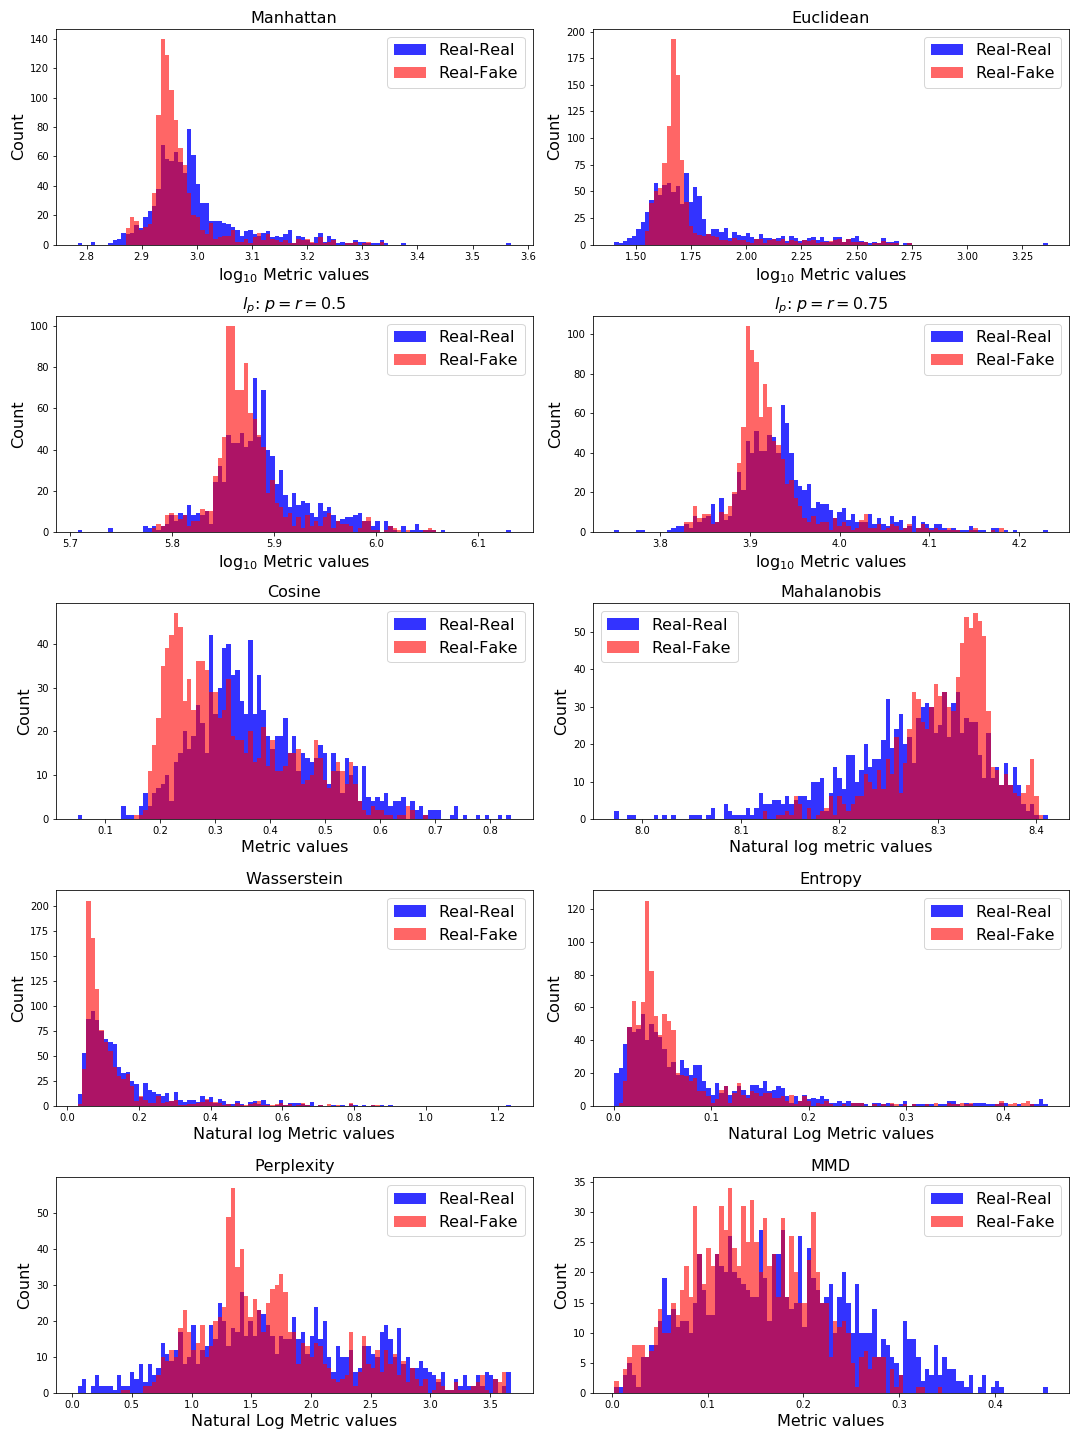 Manhattan
Real-Real
Real-Fake
Count
140
120
100
80
60
40
20
0
2.8 2.9 3.0 3.1 3.2 3.3 3.4 3.5 3.6
log₁₀ Metric values
Euclidean
Real-Real
Real-Fake
Count
200
175
150
125
100
75
50
25
0
1.50 1.75 2.00 2.25 2.50 2.75 3.00 3.25
log₁₀ Metric values
lₚ: p = r = 0.5
Real-Real
Real-Fake
Count
100
80
60
40
20
0
5.7 5.8 5.9 6.0 6.1
log₁₀ Metric values
lₚ: p = r = 0.75
Real-Real
Real-Fake
Count
100
80
60
40
20
0
3.8 3.9 4.0 4.1 4.2
log₁₀ Metric values
Cosine
Real-Real
Real-Fake
Count
40
30
20
10
0
0.1 0.2 0.3 0.4 0.5 0.6 0.7 0.8
Metric values
Mahalanobis
Real-Real
Real-Fake
Count
50
40
30
20
10
0
8.0 8.1 8.2 8.3 8.4
Natural log metric values
Wasserstein
Real-Real
Real-Fake
Count
200
175
150
125
100
75
50
25
0
0.0 0.2 0.4 0.6 0.8 1.0 1.2
Natural log Metric values
Entropy
Real-Real
Real-Fake
Count
120
100
80
60
40
20
0
0.0 0.1 0.2 0.3 0.4
Natural Log Metric values
Perplexity
Real-Real
Real-Fake
Count
50
40
30
20
10
0
0.0 0.5 1.0 1.5 2.0 2.5 3.0 3.5
Natural Log Metric values
MMD
Real-Real
Real-Fake
Count
35
30
25
20
15
10
5
0
0.0 0.1 0.2 0.3 0.4
Metric values